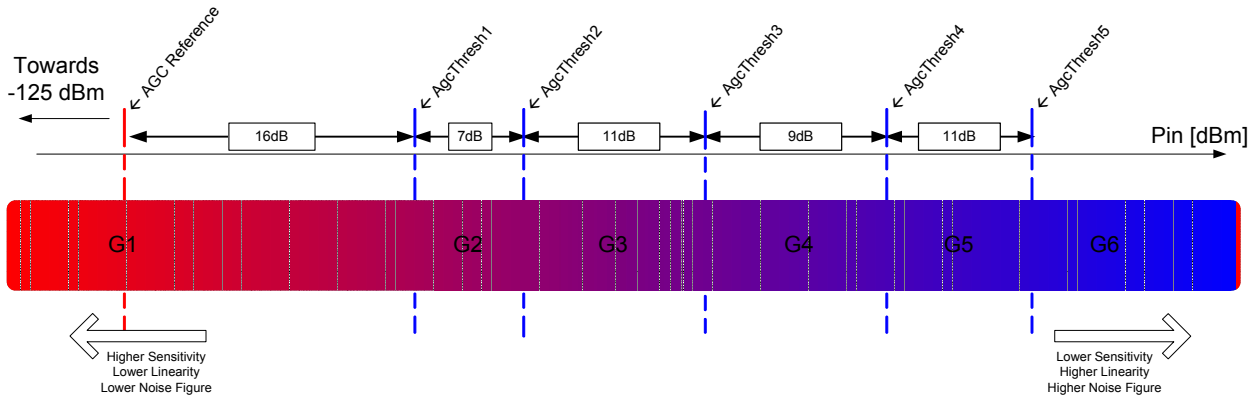 AGC Reference
AgcThresh1
AgcThresh2
AgcThresh3
AgcThresh4
AgcThresh5
Towards
-125 dBm
16dB
7dB
11dB
9dB
11dB
Pin [dBm]
G1
G2
G3
G4
G5
G6
Higher Sensitivity
Lower Linearity
Lower Noise Figure
Lower Sensitivity
Higher Linearity
Higher Noise Figure